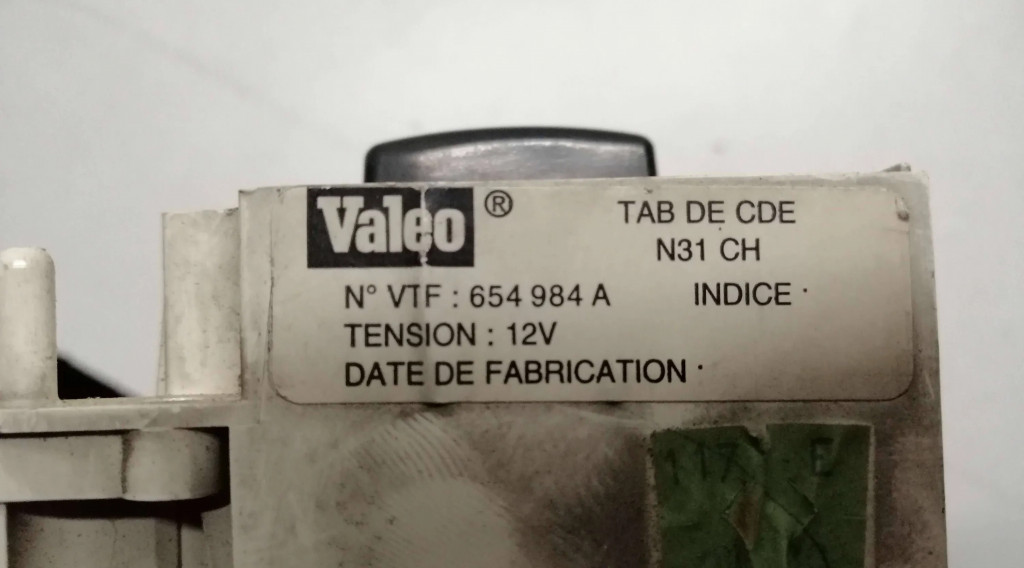 Valeo ®
TAB DE CDE
N31 CH
N° VTF : 654 984 A
INDICE ·
TENSION : 12V
DATE DE FABRICATION ·